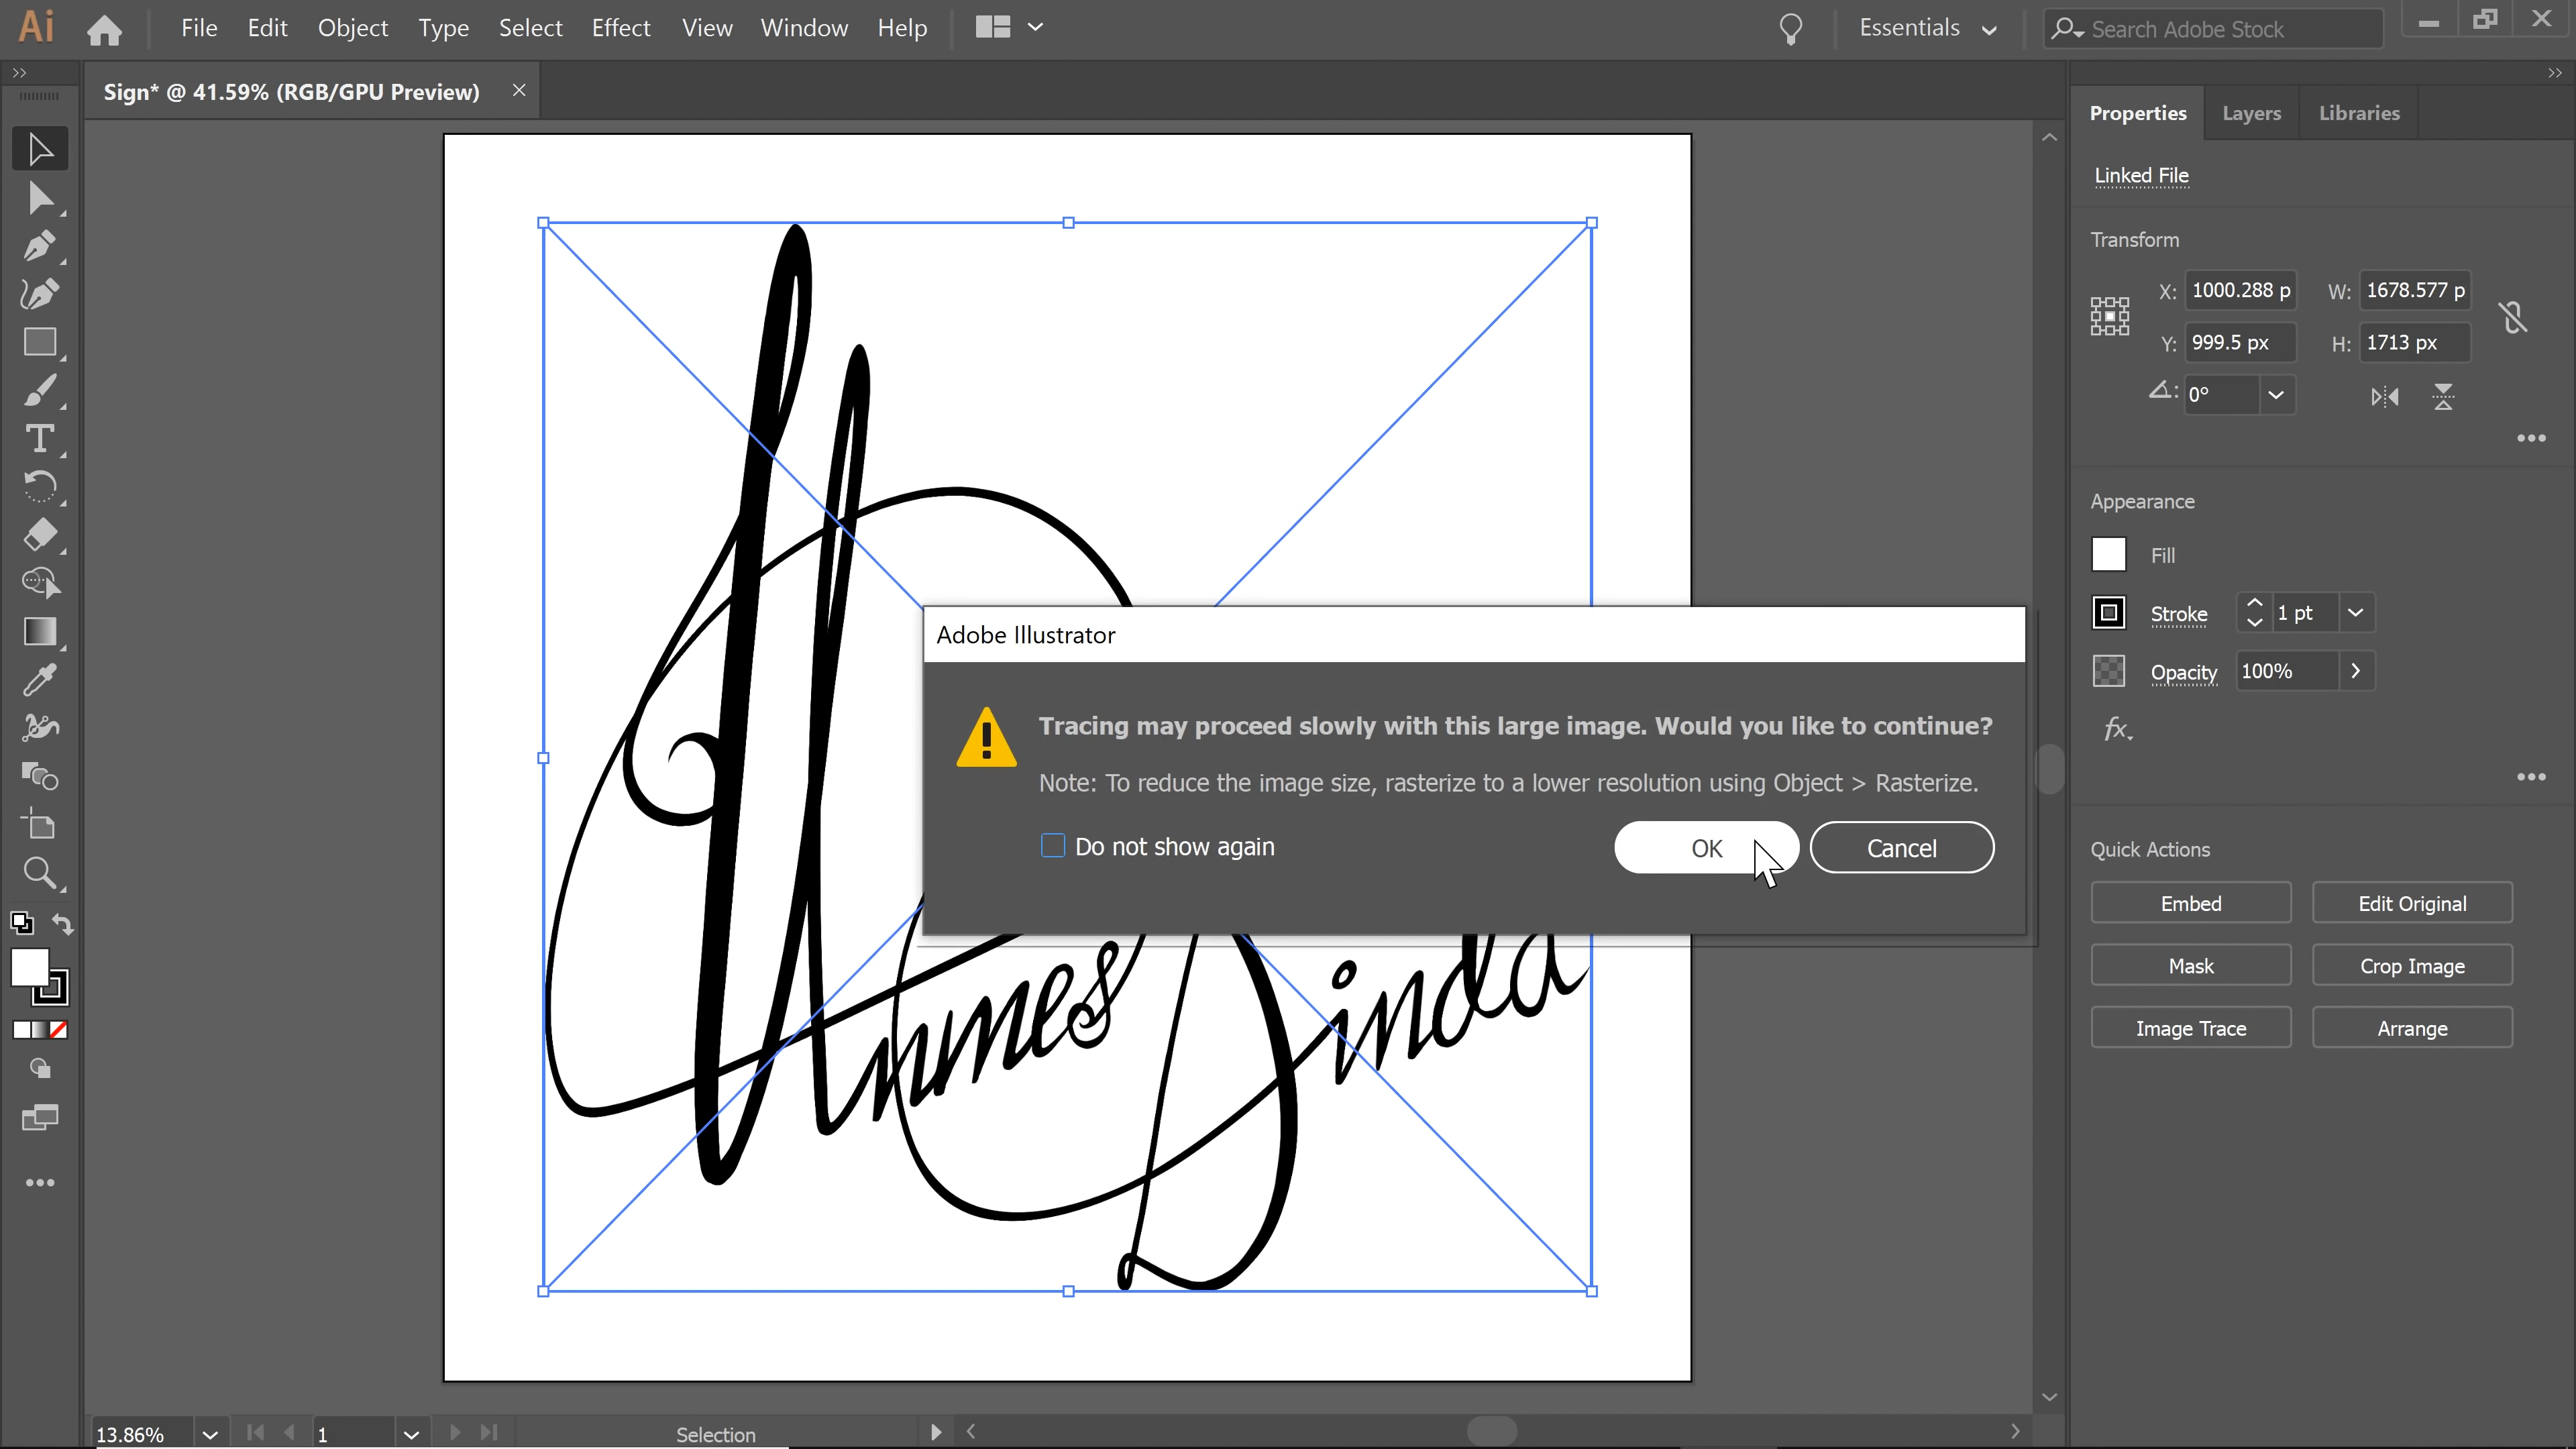 Ai File Edit Object Type Select Effect View Window Help Essentials Search Adobe Stock
Sign* @ 41.59% (RGB/GPU Preview)
Properties Layers Libraries
Linked File
Transform
X: 1000.288 p W: 1678.577 p
Y: 999.5 px H: 1713 px
0°
Appearance
Fill
Stroke 1 pt
Opacity 100%
fx
Adobe Illustrator
Tracing may proceed slowly with this large image. Would you like to continue?
Note: To reduce the image size, rasterize to a lower resolution using Object > Rasterize.
Do not show again OK Cancel
Quick Actions
Embed Edit Original
Mask Crop Image
Image Trace Arrange
13.86% 1 Selection